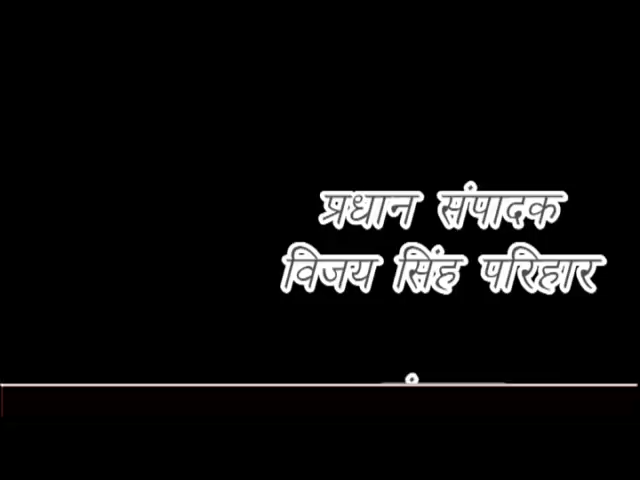 प्रधान संपादक
विजय सिंह परिहार